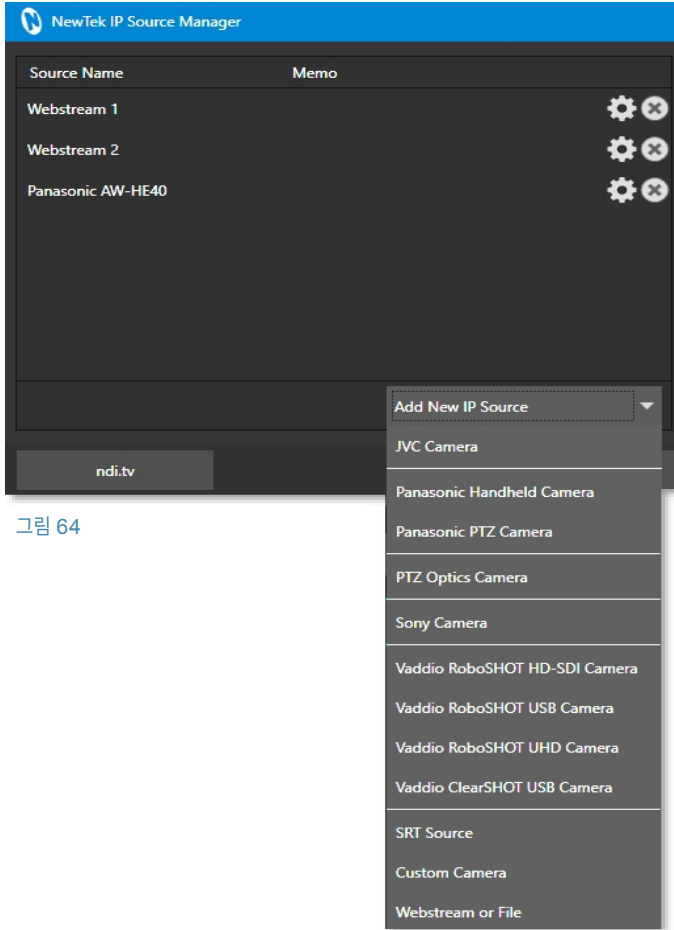 NewTek IP Source Manager
Source Name Memo
Webstream 1
Webstream 2
Panasonic AW-HE40
Add New IP Source
JVC Camera
ndi.tv
Panasonic Handheld Camera
그림 64
Panasonic PTZ Camera
PTZ Optics Camera
Sony Camera
Vaddio RoboSHOT HD-SDI Camera
Vaddio RoboSHOT USB Camera
Vaddio RoboSHOT UHD Camera
Vaddio ClearSHOT USB Camera
SRT Source
Custom Camera
Webstream or File